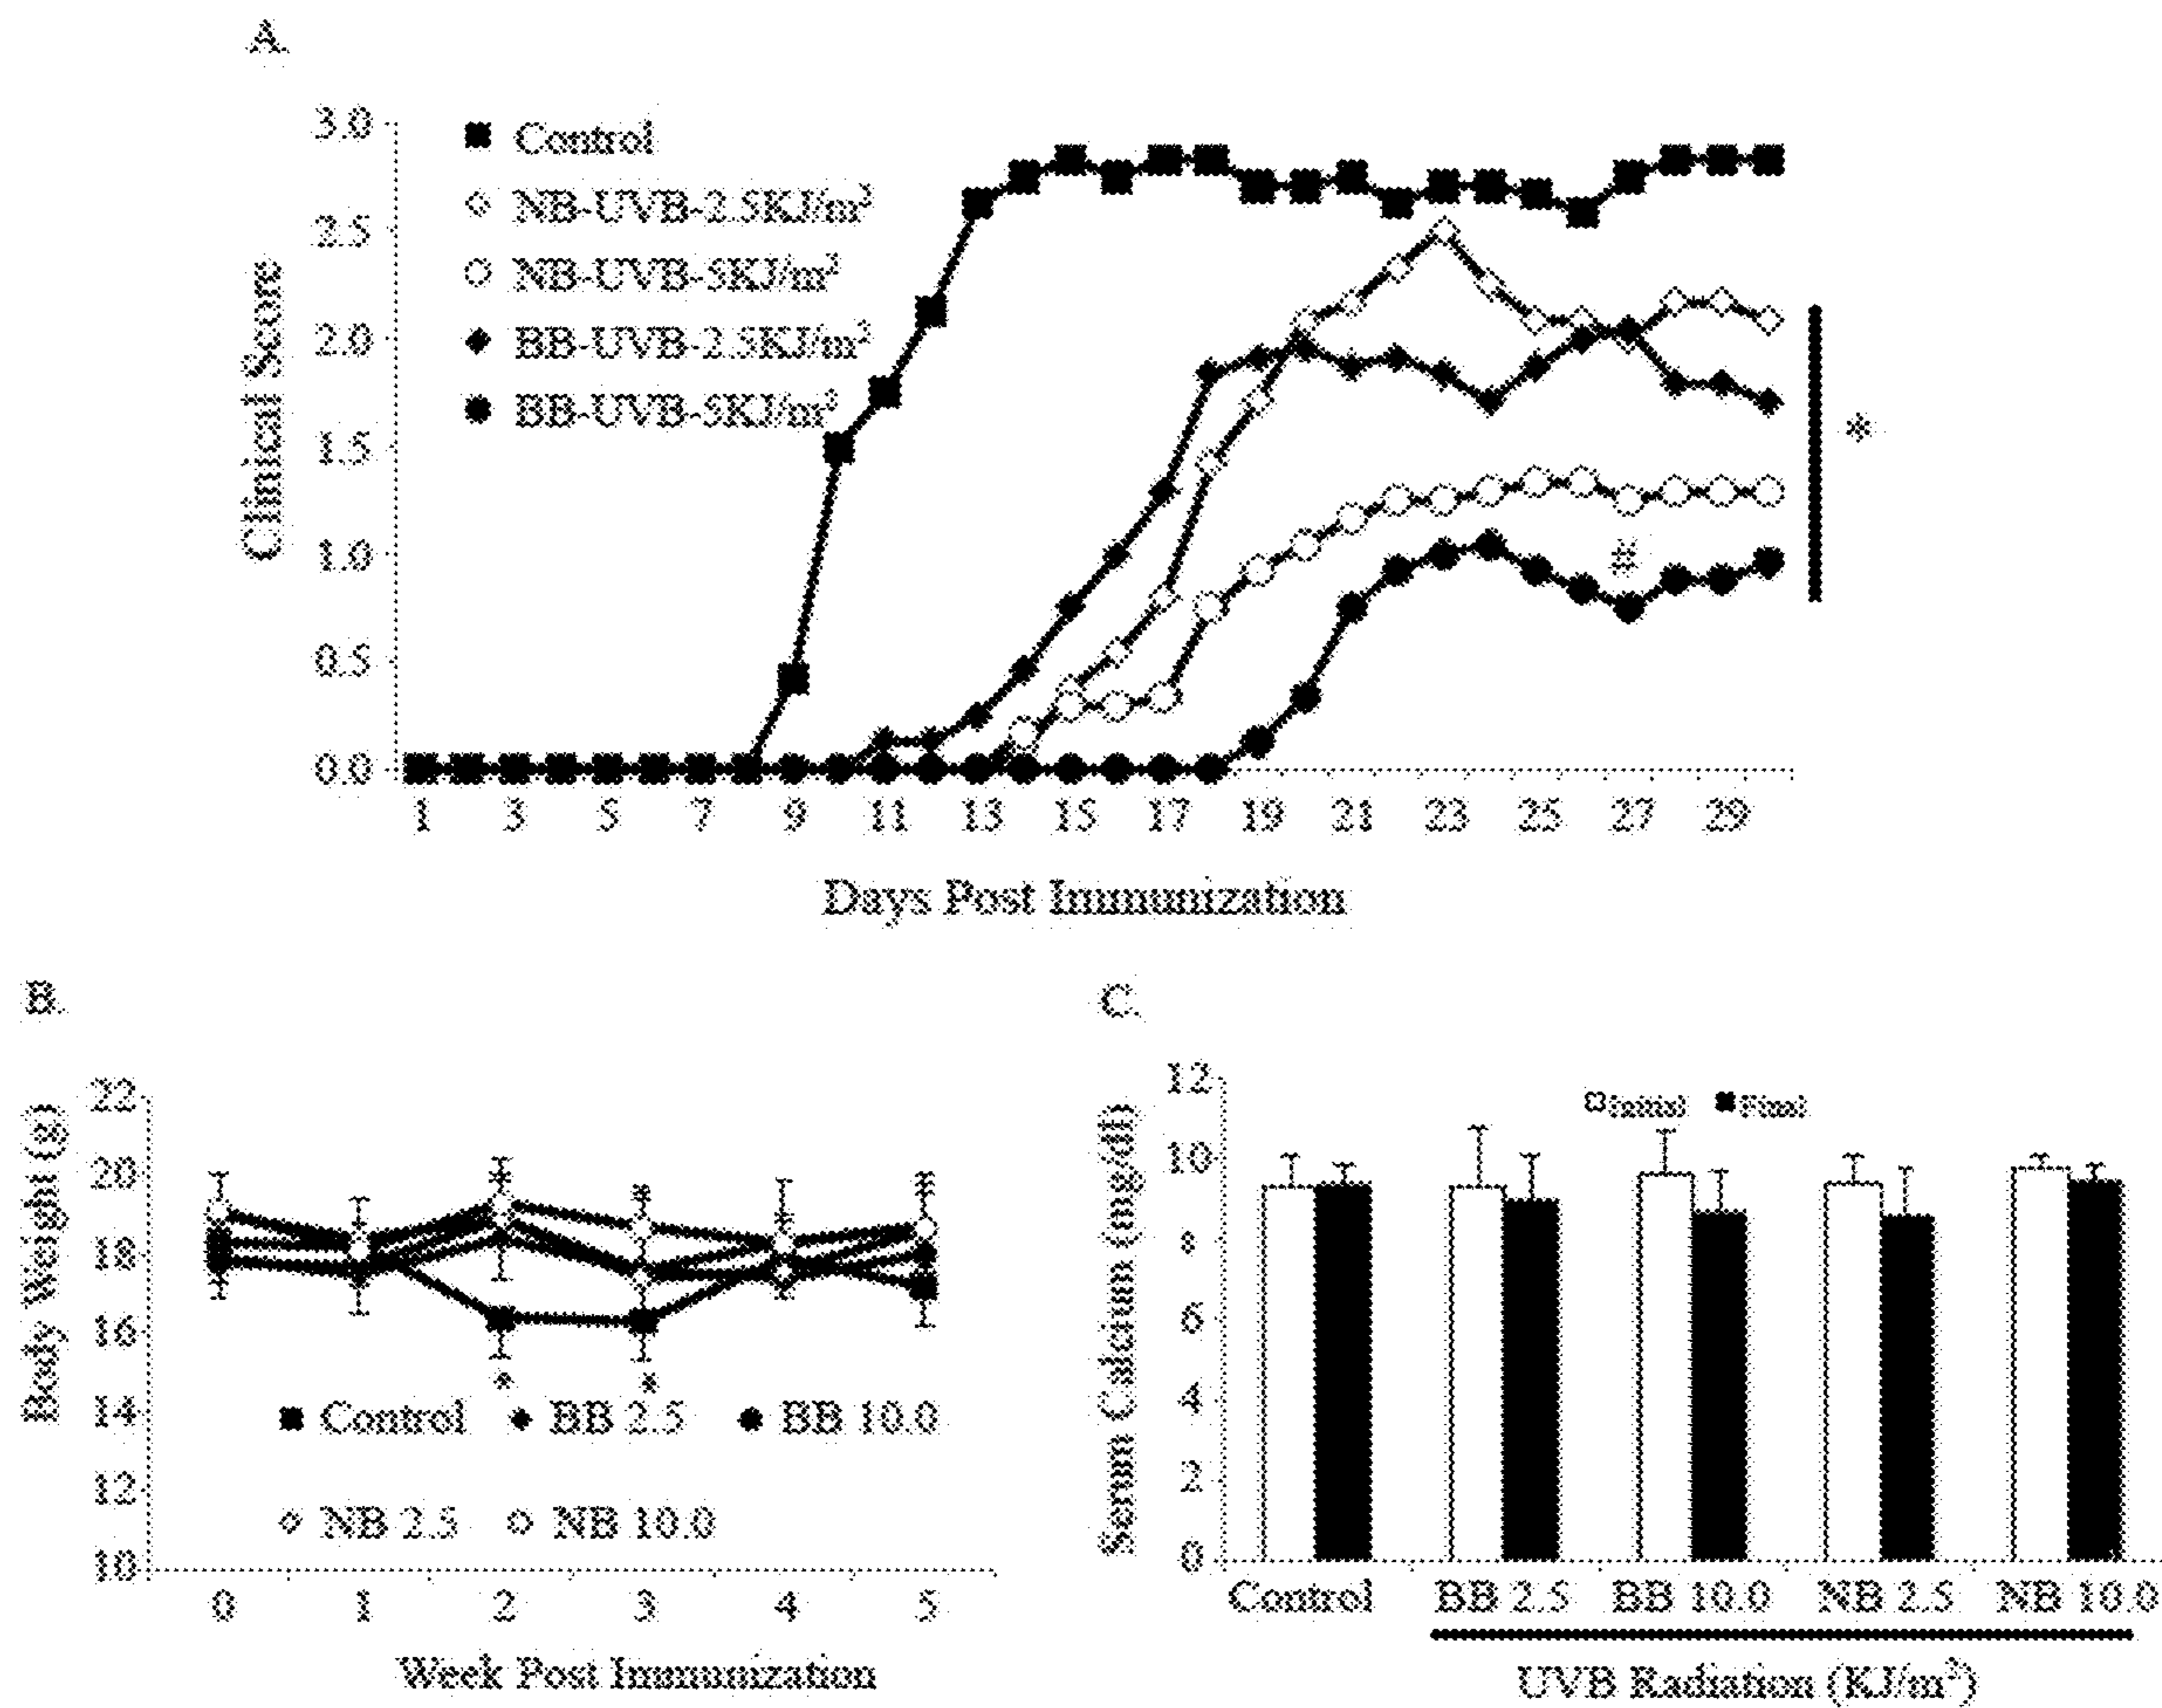 A.
3.0
2.5
2.0
1.5
1.0
0.5
0.0
Clinical Score
Control
NB-UVB-2.5KJ/m²
NB-UVB-5KJ/m²
BB-UVB-2.5KJ/m²
BB-UVB-5KJ/m²
*
#
1 3 5 7 9 11 13 15 17 19 21 23 25 27 29
Days Post Immunization
B.
22
20
18
16
14
12
10
Body Weight (g)
* *
Control BB 2.5 BB 10.0
NB 2.5 NB 10.0
0 1 2 3 4 5
Week Post Immunization
C.
12
10
8
6
4
2
0
Serum Calcium (mg/dl)
Initial Final
Control BB 2.5 BB 10.0 NB 2.5 NB 10.0
UVB Radiation (KJ/m²)